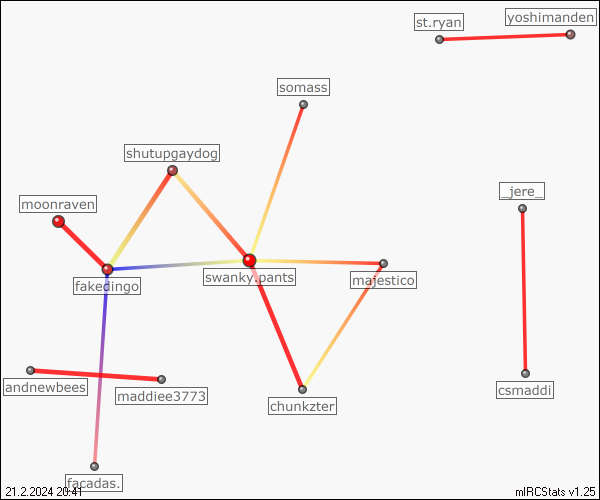 st.ryan
yoshimanden
somass
shutupgaydog
_jere_
moonraven
fakedingo
swanky.pants
majestico
andnewbees
maddiee3773
chunkzter
csmaddi
façadas.
21.2.2024 20:41
mIRCStats v1.25